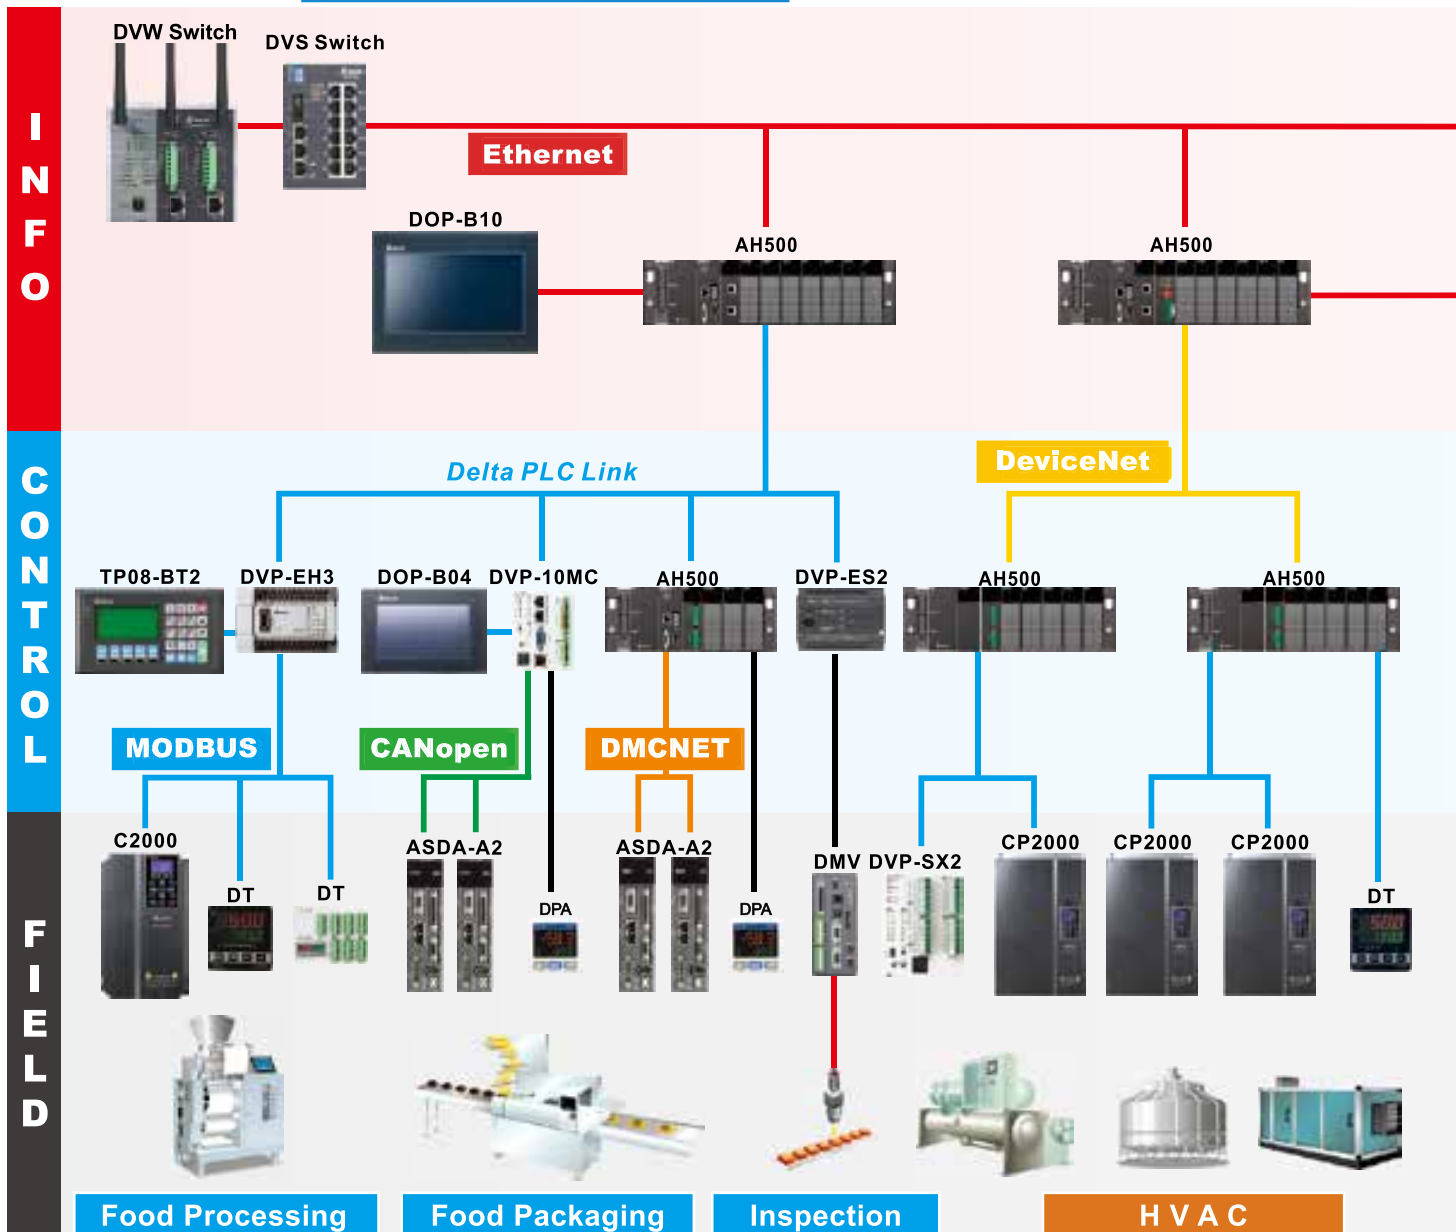 INFO
DVW Switch
DVS Switch
Ethernet
DOP-B10
AH500
AH500
CONTROL
Delta PLC Link
DeviceNet
TP08-BT2
DVP-EH3
DOP-B04
DVP-10MC
AH500
DVP-ES2
AH500
AH500
MODBUS
CANopen
DMCNET
FIELD
C2000
DT
DT
ASDA-A2
DPA
ASDA-A2
DPA
DMV
DVP-SX2
CP2000
CP2000
CP2000
DT
Food Processing
Food Packaging
Inspection
HVAC